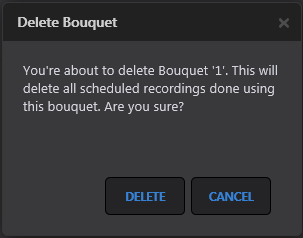 Delete Bouquet
You're about to delete Bouquet '1'. This will
delete all scheduled recordings done using
this bouquet. Are you sure?
DELETE CANCEL